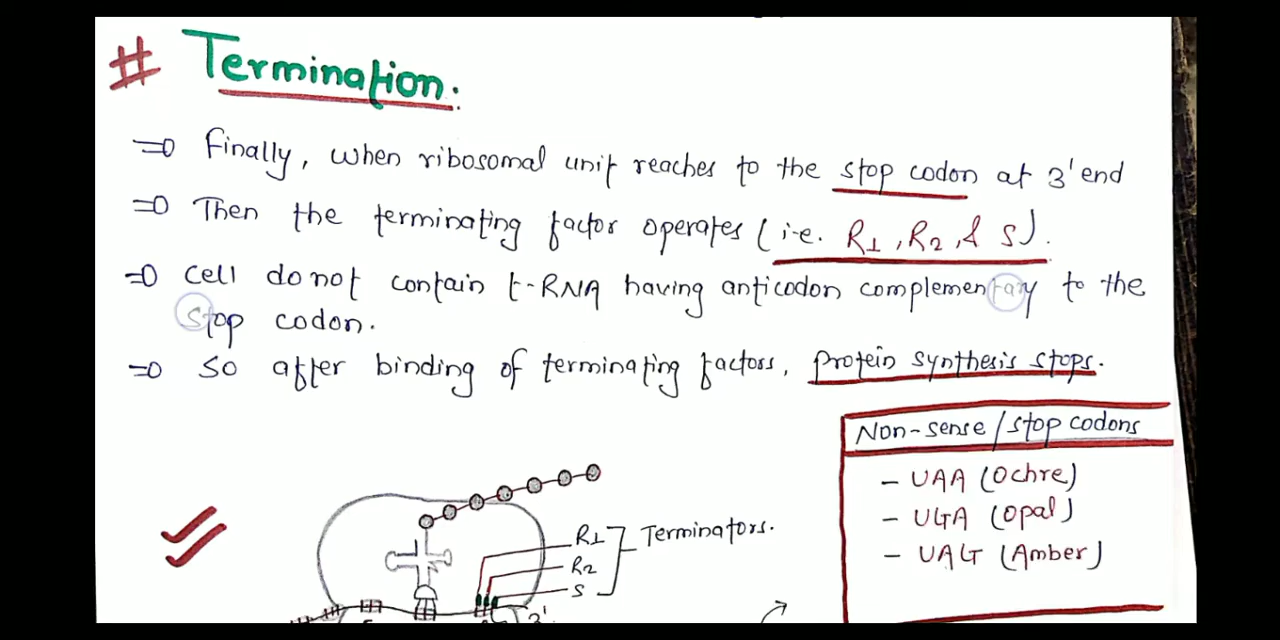 # Termination.
⇒ Finally, when ribosomal unit reaches to the stop codon at 3' end
⇒ Then the terminating factor operates (i.e. R1, R2, & S).
⇒ Cell do not contain t-RNA having anticodon complementary to the
stop codon.
⇒ So after binding of terminating factors, protein synthesis stops.
Non-sense/stop codons
- UAA (Ochre)
- UGA (Opal)
- UAG (Amber)
R1
R2
S
Terminators.
3'